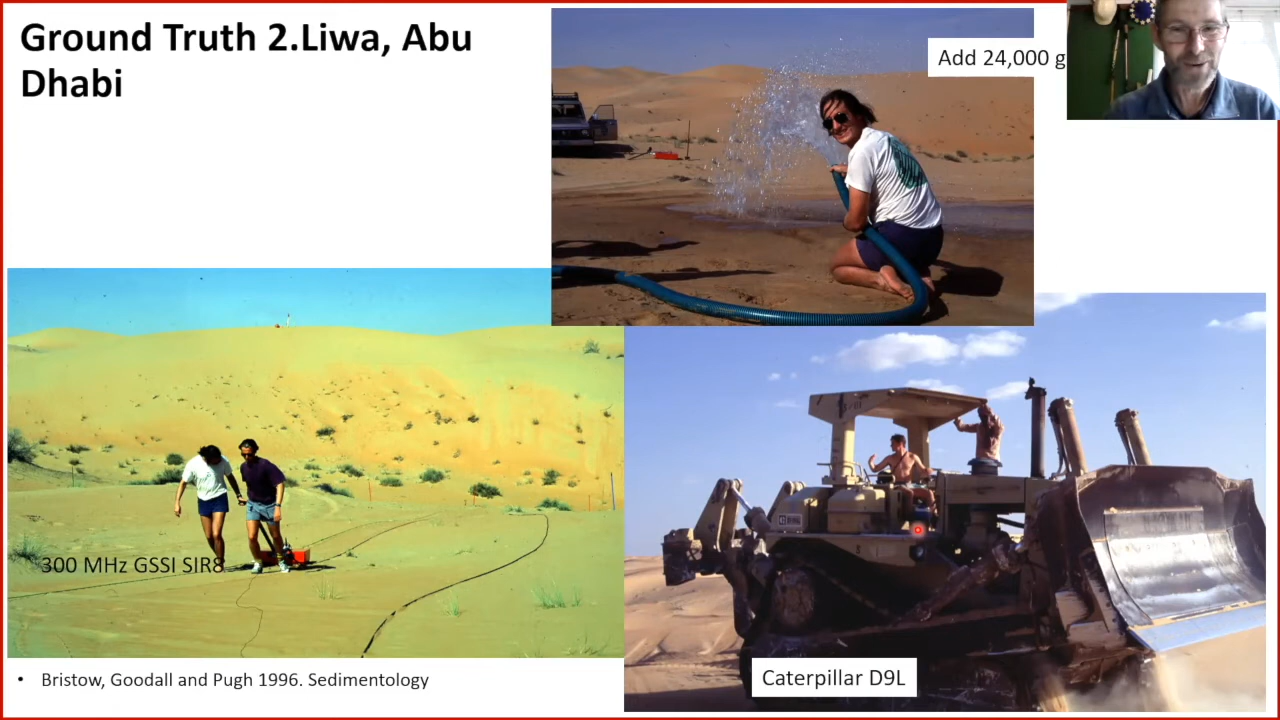 Ground Truth 2.Liwa, Abu
Dhabi
Add 24,000 g
300 MHz GSSI SIR8
Caterpillar D9L
• Bristow, Goodall and Pugh 1996. Sedimentology